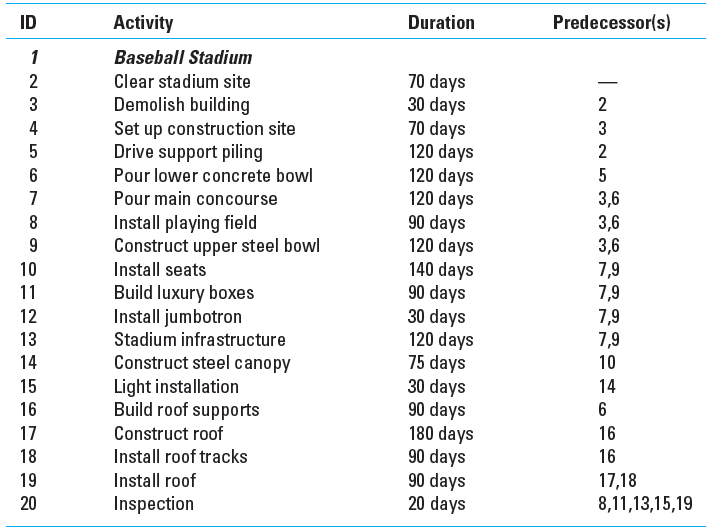 ID Activity Duration Predecessor(s)
1 Baseball Stadium
2 Clear stadium site 70 days —
3 Demolish building 30 days 2
4 Set up construction site 70 days 3
5 Drive support piling 120 days 2
6 Pour lower concrete bowl 120 days 5
7 Pour main concourse 120 days 3,6
8 Install playing field 90 days 3,6
9 Construct upper steel bowl 120 days 3,6
10 Install seats 140 days 7,9
11 Build luxury boxes 90 days 7,9
12 Install jumbotron 30 days 7,9
13 Stadium infrastructure 120 days 7,9
14 Construct steel canopy 75 days 10
15 Light installation 30 days 14
16 Build roof supports 90 days 6
17 Construct roof 180 days 16
18 Install roof tracks 90 days 16
19 Install roof 90 days 17,18
20 Inspection 20 days 8,11,13,15,19